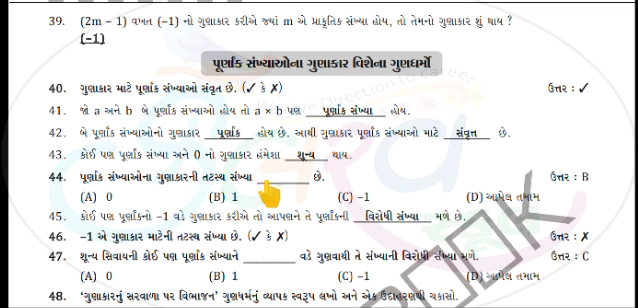 39. (2m – 1) વખત (–1) નો ગુણાકાર કરીએ જ્યાં m એ પ્રાકૃતિક સંખ્યા હોય, તો તેમનો ગુણાકાર શું થાય ?
(–1)
પૂર્ણાંક સંખ્યાઓના ગુણાકાર વિશેના ગુણધર્મો
40. ગુણાકાર માટે પૂર્ણાંક સંખ્યાઓ સંવૃત છે. (✓ કે ✗) ઉત્તર : ✓
41. જો a અને b બે પૂર્ણાંક સંખ્યાઓ હોય તો a × b પણ પૂર્ણાંક સંખ્યા હોય.
42. બે પૂર્ણાંક સંખ્યાઓનો ગુણાકાર પૂર્ણાંક હોય છે. આથી ગુણાકાર પૂર્ણાંક સંખ્યાઓ માટે સંવૃત્ત છે.
43. કોઈ પણ પૂર્ણાંક સંખ્યા અને 0 નો ગુણાકાર હંમેશા શૂન્ય થાય.
44. પૂર્ણાંક સંખ્યાઓના ગુણાકારની તટસ્થ સંખ્યા ________ છે. ઉત્તર : B
(A) 0 (B) 1 (C) –1 (D) આપેલ તમામ
45. કોઈ પણ પૂર્ણાંકનો –1 વડે ગુણાકાર કરીએ તો આપણને તે પૂર્ણાંકની વિરોધી સંખ્યા મળે છે.
46. –1 એ ગુણાકાર માટેની તટસ્થ સંખ્યા છે. (✓ કે ✗) ઉત્તર : ✗
47. શૂન્ય સિવાયની કોઈ પણ પૂર્ણાંક સંખ્યાને ________ વડે ગુણવાથી તે સંખ્યાની વિરોધી સંખ્યા મળે. ઉત્તર : C
(A) 0 (B) 1 (C) –1 (D) આપેલ તમામ
48. ‘ગુણાકારનું સરવાળા પર વિભાજન’ ગુણધર્મનું વ્યાપક સ્વરૂપ લખો અને એક ઉદાહરણથી ચકાસો.